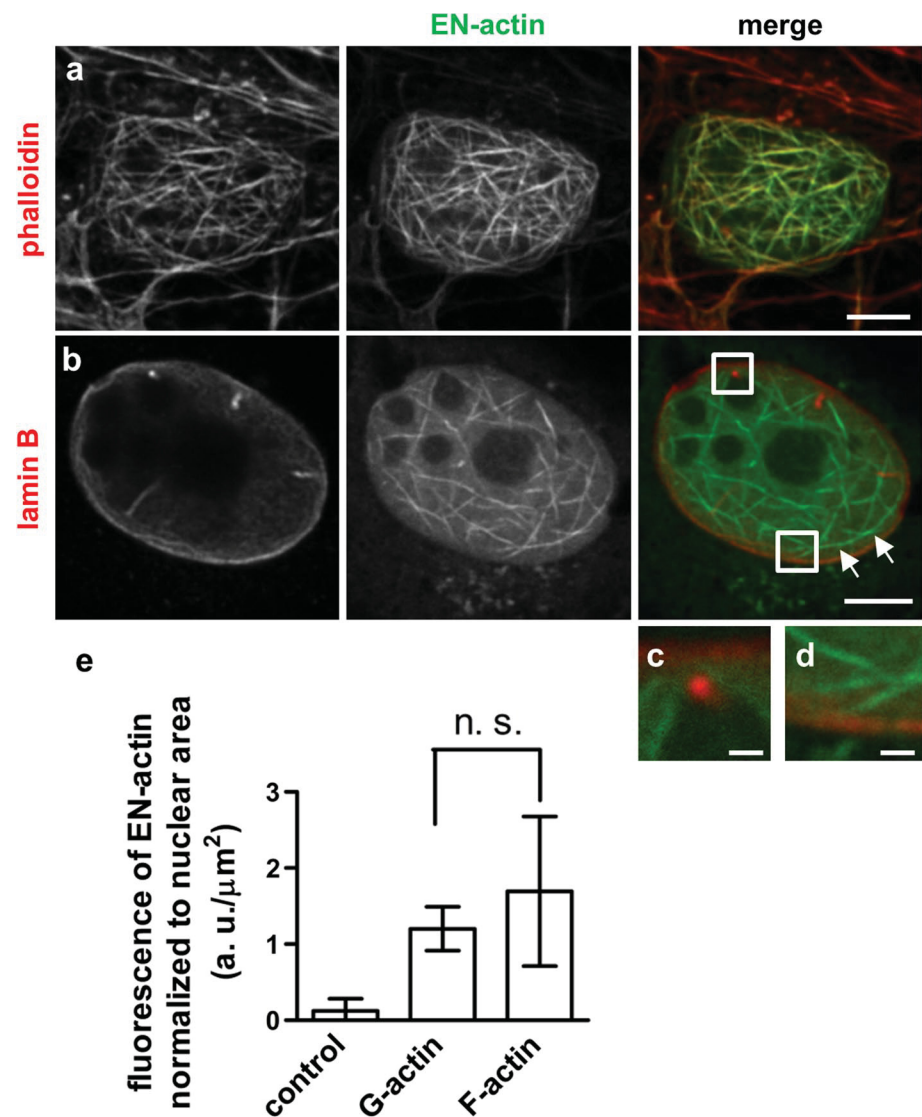 EN-actin
merge
a
phalloidin
b
lamin B
c
d
e
fluorescence of EN-actin
normalized to nuclear area
(a. u./μm²)
n. s.
3
2
1
0
control
G-actin
F-actin